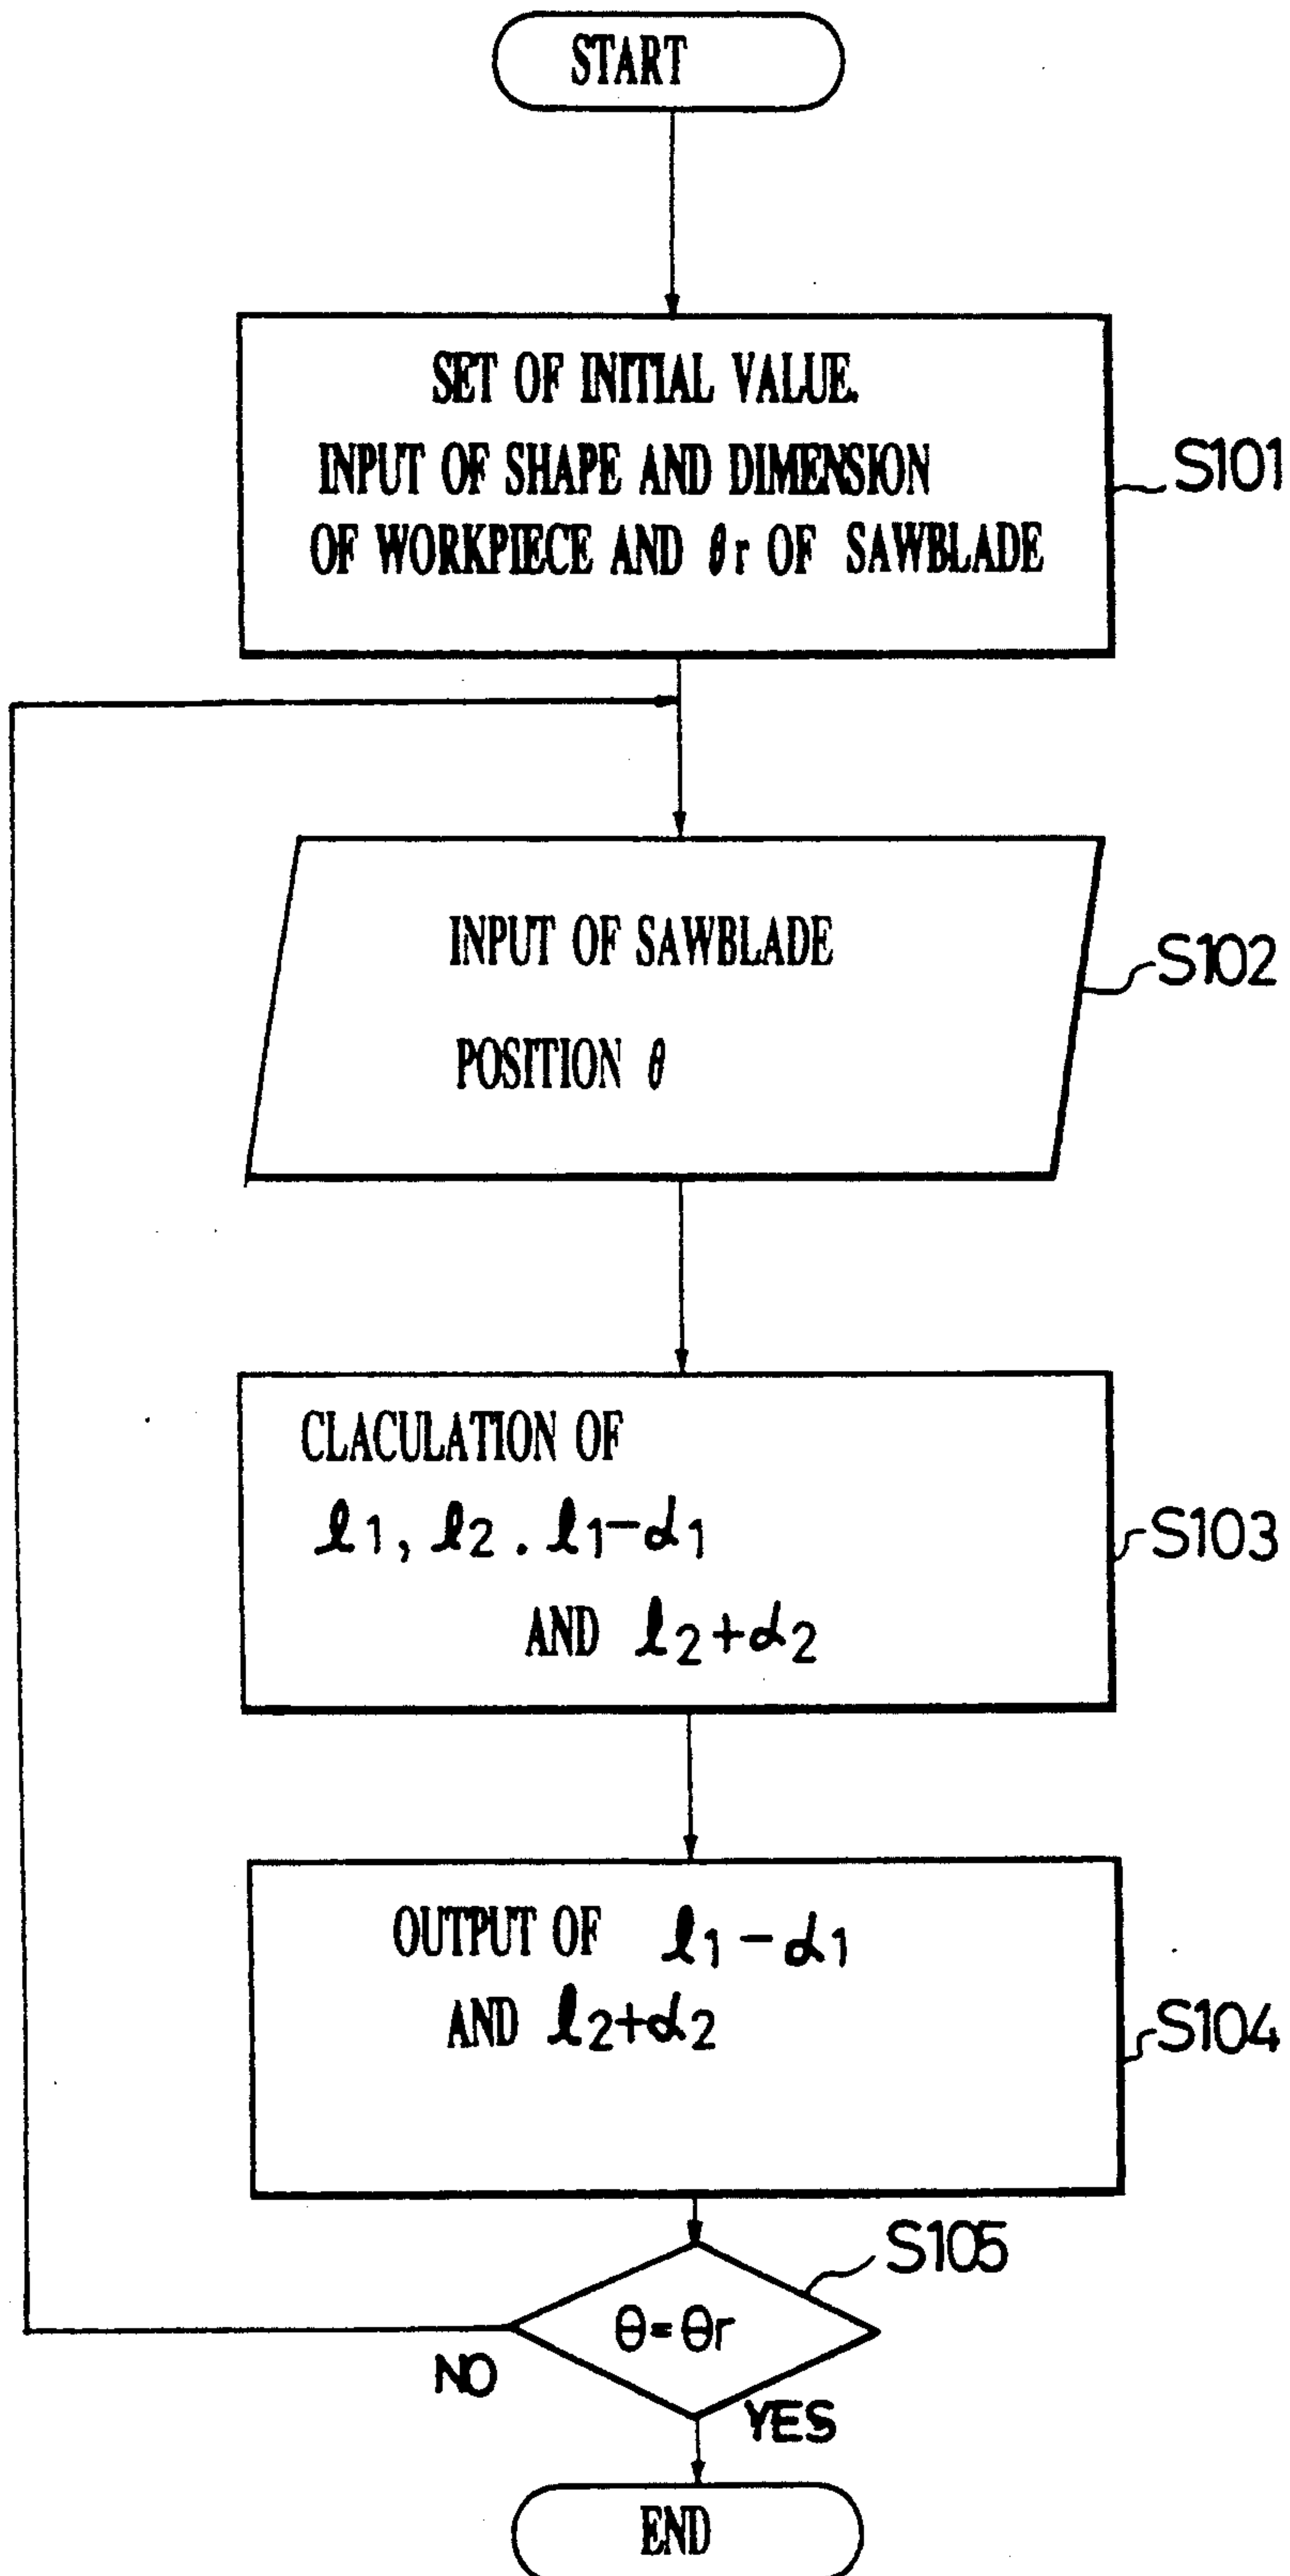 START
SET OF INITIAL VALUE.
INPUT OF SHAPE AND DIMENSION
OF WORKPIECE AND θr OF SAWBLADE
S101
INPUT OF SAWBLADE
POSITION θ
S102
CLACULATION OF
ℓ1, ℓ2. ℓ1-α1
AND ℓ2+α2
S103
OUTPUT OF ℓ1-α1
AND ℓ2+α2
S104
S105
θ=θr
NO
YES
END